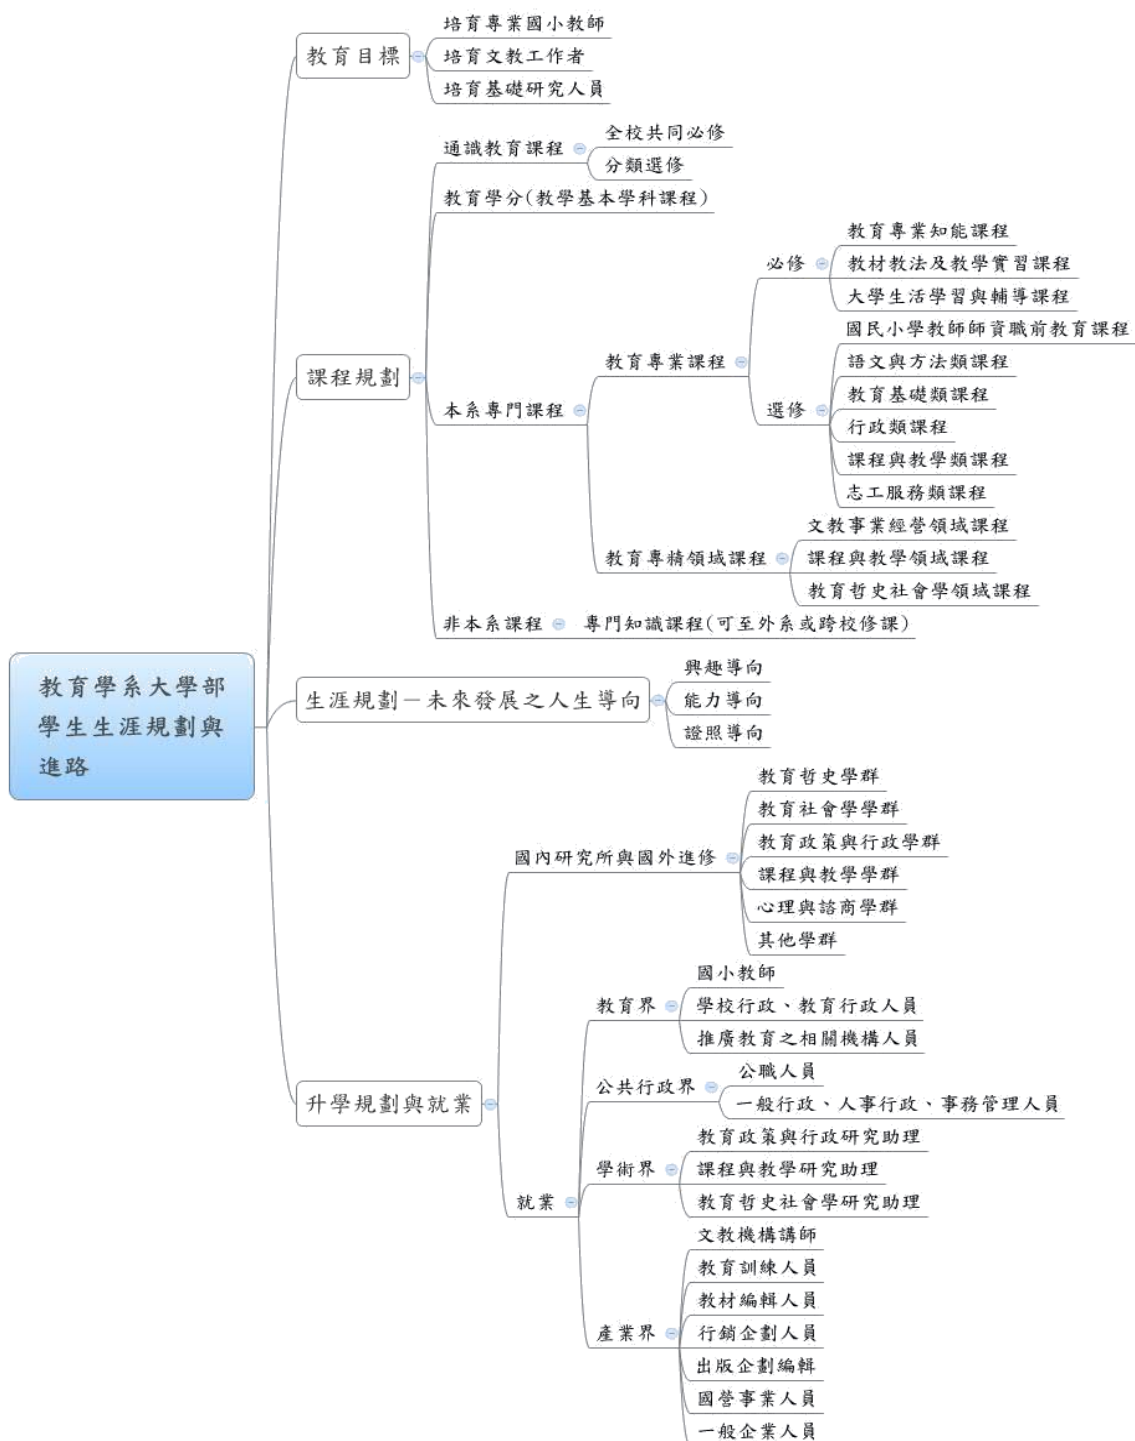 教育學系大學部
學生生涯規劃與
進路
教育目標
培育專業國小教師
培育文教工作者
培育基礎研究人員
課程規劃
通識教育課程
全校共同必修
分類選修
教育學分(教學基本學科課程)
本系專門課程
教育專業課程
必修
教育專業知能課程
教材教法及教學實習課程
大學生活學習與輔導課程
選修
國民小學教師師資職前教育課程
語文與方法類課程
教育基礎類課程
行政類課程
課程與教學類課程
志工服務類課程
教育專精領域課程
文教事業經營領域課程
課程與教學領域課程
教育哲史社會學領域課程
非本系課程
專門知識課程(可至外系或跨校修課)
生涯規劃－未來發展之人生導向
興趣導向
能力導向
證照導向
升學規劃與就業
國內研究所與國外進修
教育哲史學群
教育社會學學群
教育政策與行政學群
課程與教學學群
心理與諮商學群
其他學群
就業
教育界
國小教師
學校行政、教育行政人員
推廣教育之相關機構人員
公共行政界
公職人員
一般行政、人事行政、事務管理人員
學術界
教育政策與行政研究助理
課程與教學研究助理
教育哲史社會學研究助理
產業界
文教機構講師
教育訓練人員
教材編輯人員
行銷企劃人員
出版企劃編輯
國營事業人員
一般企業人員